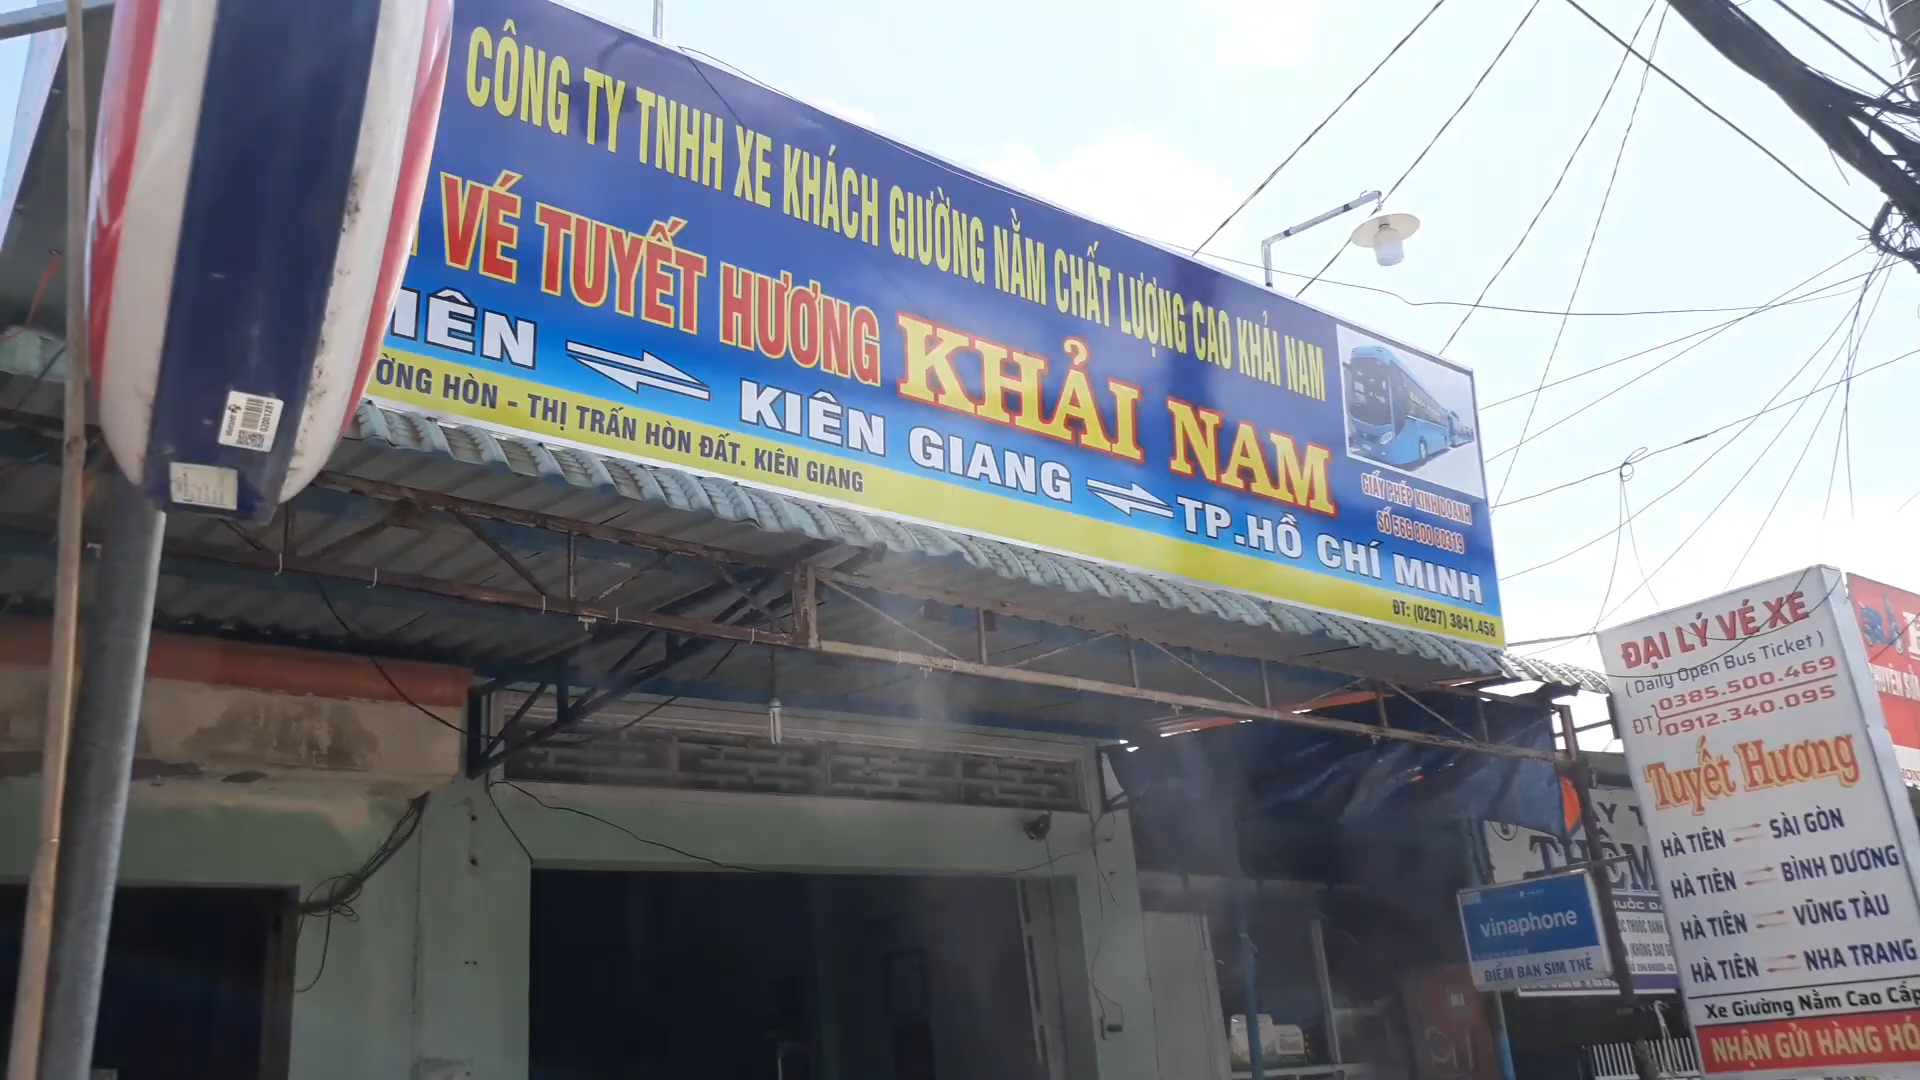 CÔNG TY TNHH XE KHÁCH GIƯỜNG NẰM CHẤT LƯỢNG CAO KHẢI NAM
VÉ TUYẾT HƯƠNG KHẢI NAM
IÊN ⇌ KIÊN GIANG ⇌ TP.HỒ CHÍ MINH
ỜNG HÒN - THỊ TRẤN HÒN ĐẤT. KIÊN GIANG
GIẤY PHÉP KINH DOANH
SỐ 56G 800 80319
ĐT: (0297) 3841.458
ĐẠI LÝ VÉ XE
( Daily Open Bus Ticket )
ĐT
0385.500.469
0912.340.095
Tuyết Hương
HÀ TIÊN ⇌ SÀI GÒN
HÀ TIÊN ⇌ BÌNH DƯƠNG
HÀ TIÊN ⇌ VŨNG TÀU
HÀ TIÊN ⇌ NHA TRANG
Xe Giường Nằm Cao Cấp
NHẬN GỬI HÀNG HÓ
vinaphone
ĐIỂM BÁN SIM THẺ